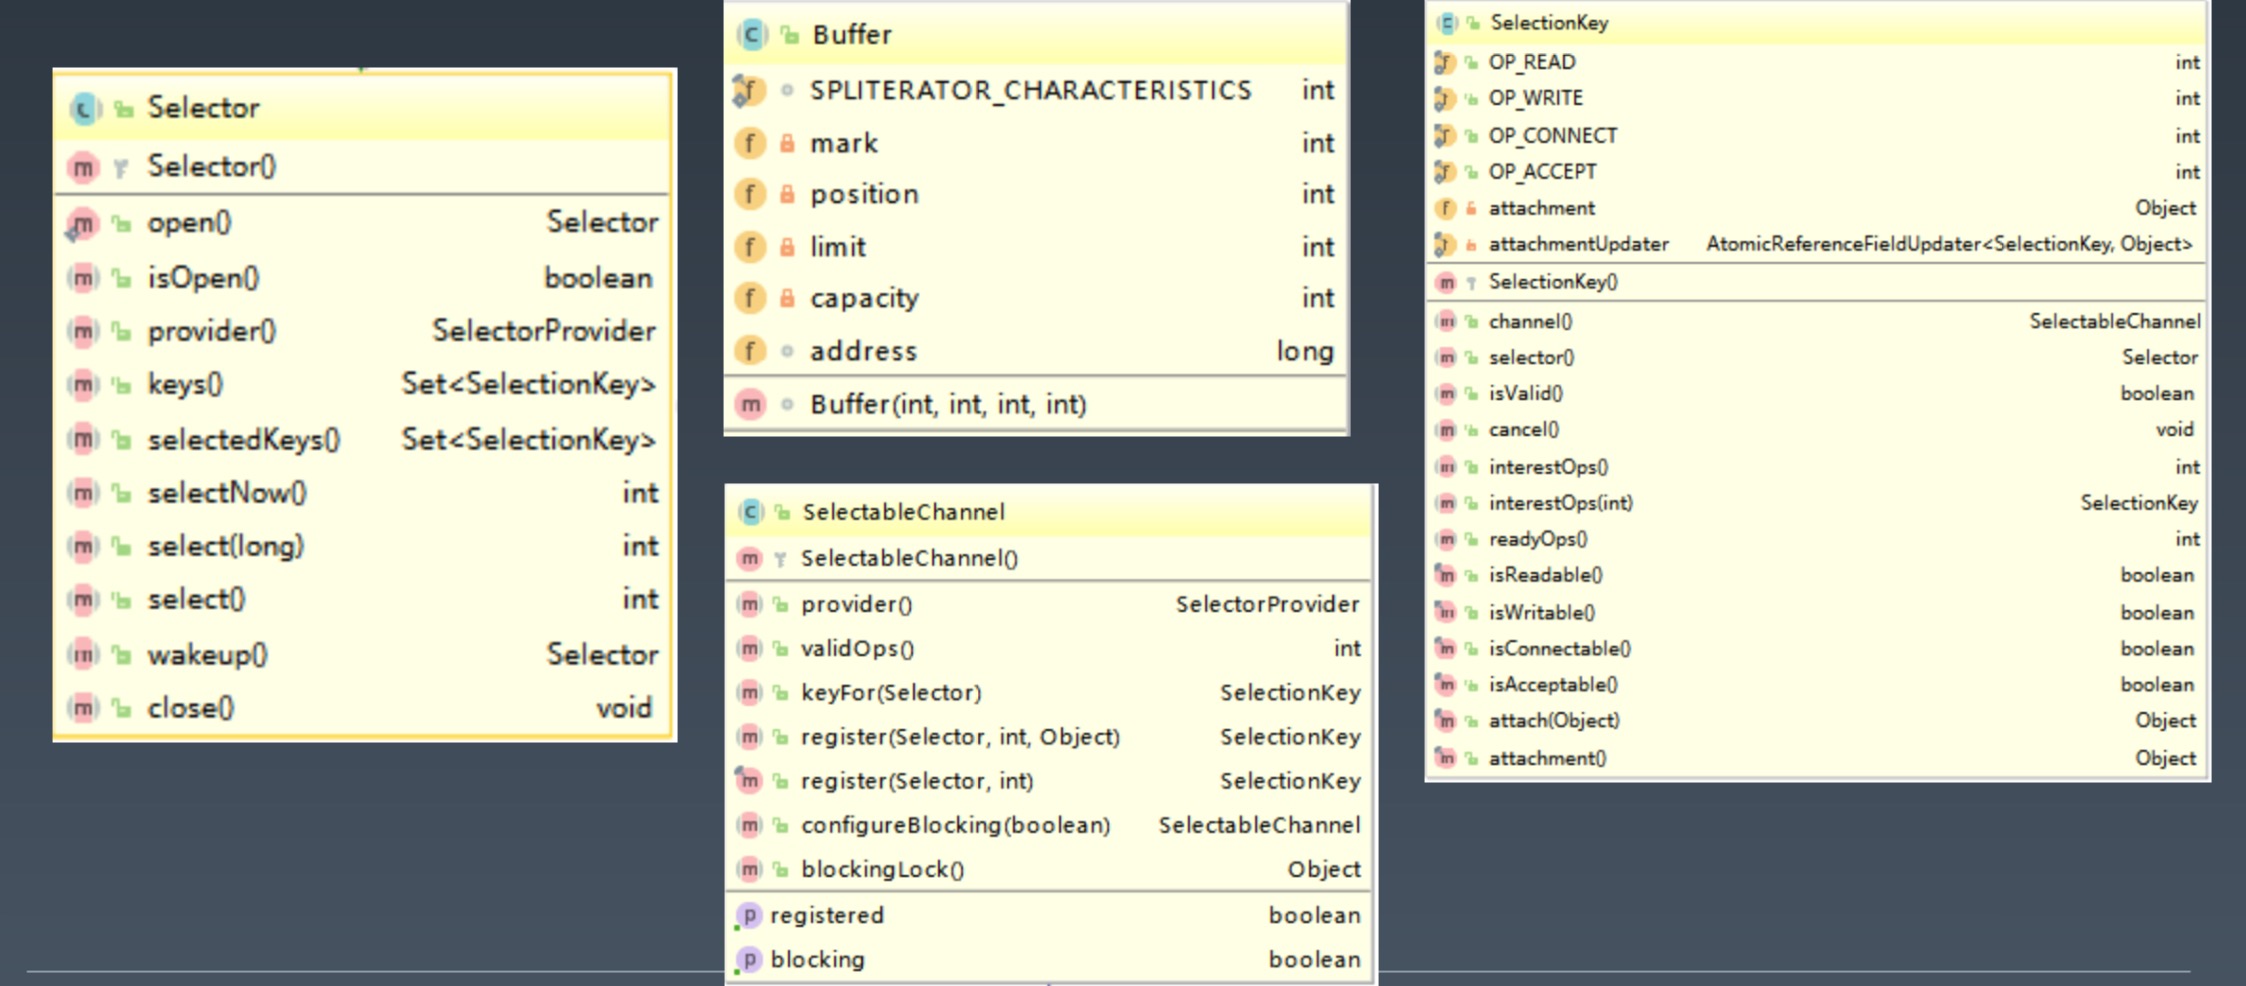 Selector
Selector()
open() Selector
isOpen() boolean
provider() SelectorProvider
keys() Set<SelectionKey>
selectedKeys() Set<SelectionKey>
selectNow() int
select(long) int
select() int
wakeup() Selector
close() void
Buffer
SPLITERATOR_CHARACTERISTICS int
mark int
position int
limit int
capacity int
address long
Buffer(int, int, int, int)
SelectableChannel
SelectableChannel()
provider() SelectorProvider
validOps() int
keyFor(Selector) SelectionKey
register(Selector, int, Object) SelectionKey
register(Selector, int) SelectionKey
configureBlocking(boolean) SelectableChannel
blockingLock() Object
registered boolean
blocking boolean
SelectionKey
OP_READ int
OP_WRITE int
OP_CONNECT int
OP_ACCEPT int
attachment Object
attachmentUpdater AtomicReferenceFieldUpdater<SelectionKey, Object>
SelectionKey()
channel() SelectableChannel
selector() Selector
isValid() boolean
cancel() void
interestOps() int
interestOps(int) SelectionKey
readyOps() int
isReadable() boolean
isWritable() boolean
isConnectable() boolean
isAcceptable() boolean
attach(Object) Object
attachment() Object